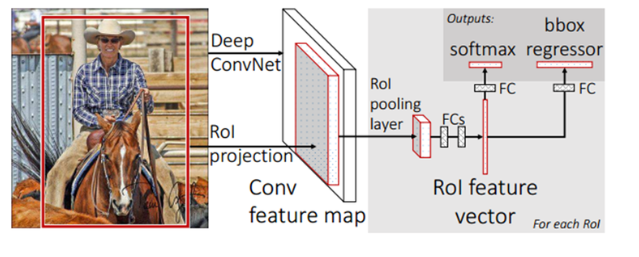 Deep
ConvNet
RoI
projection
Conv
feature map
RoI
pooling
layer
FCs
Outputs:
softmax
bbox
regressor
FC
FC
RoI feature
vector
For each RoI